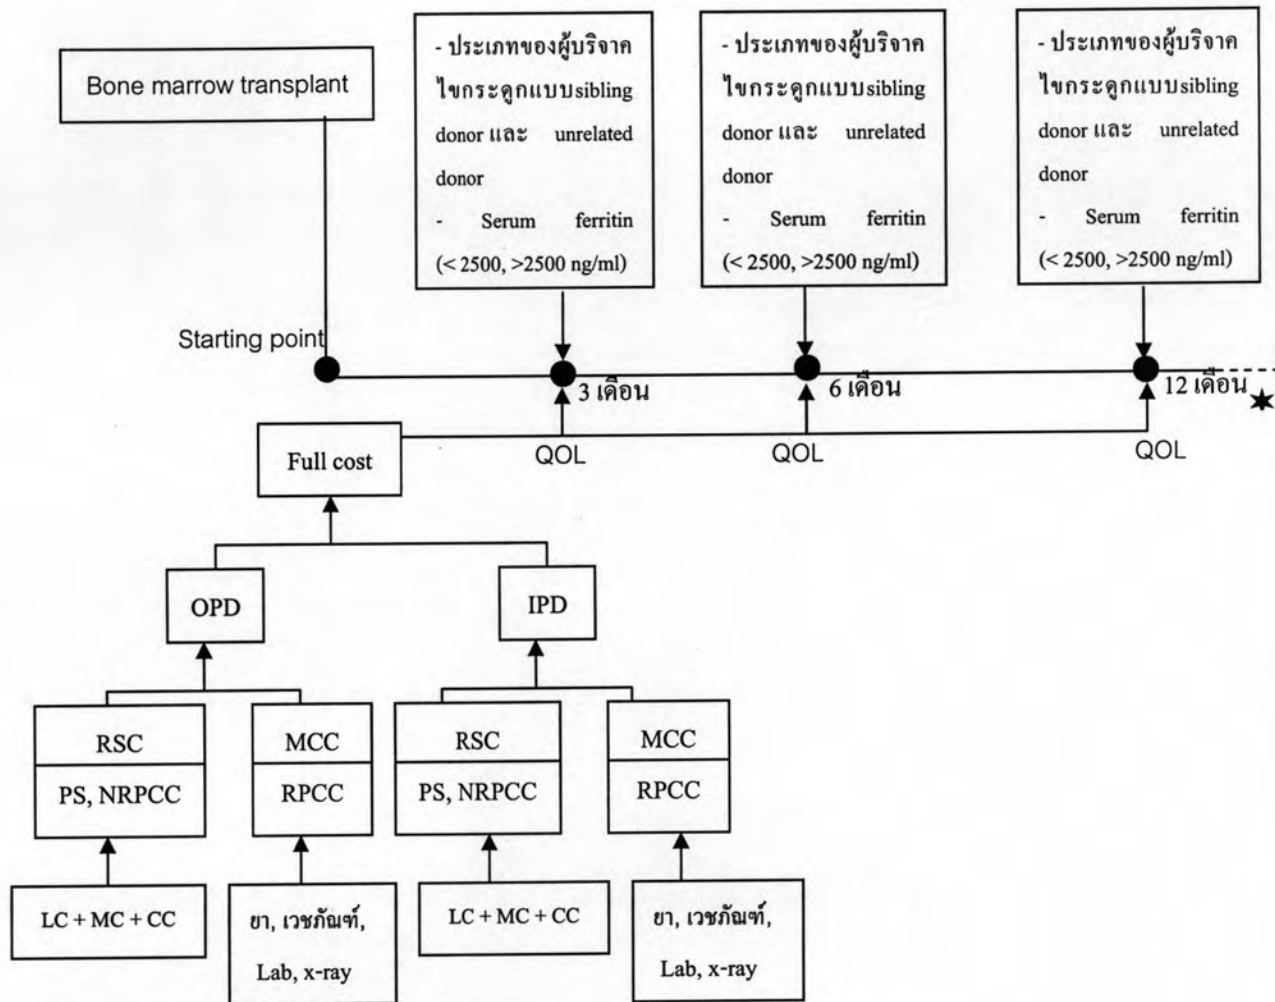 Bone marrow transplant
- ประเภทของผู้บริจาค
ไขกระดูกแบบsibling
donor และ unrelated
donor
- Serum ferritin
(< 2500, >2500 ng/ml)
- ประเภทของผู้บริจาค
ไขกระดูกแบบsibling
donor และ unrelated
donor
- Serum ferritin
(< 2500, >2500 ng/ml)
- ประเภทของผู้บริจาค
ไขกระดูกแบบsibling
donor และ unrelated
donor
- Serum ferritin
(< 2500, >2500 ng/ml)
Starting point
3 เดือน
6 เดือน
12 เดือน
Full cost
QOL
QOL
QOL
OPD
IPD
RSC
PS, NRPCC
MCC
RPCC
RSC
PS, NRPCC
MCC
RPCC
LC + MC + CC
ยา, เวชภัณฑ์,
Lab, x-ray
LC + MC + CC
ยา, เวชภัณฑ์,
Lab, x-ray